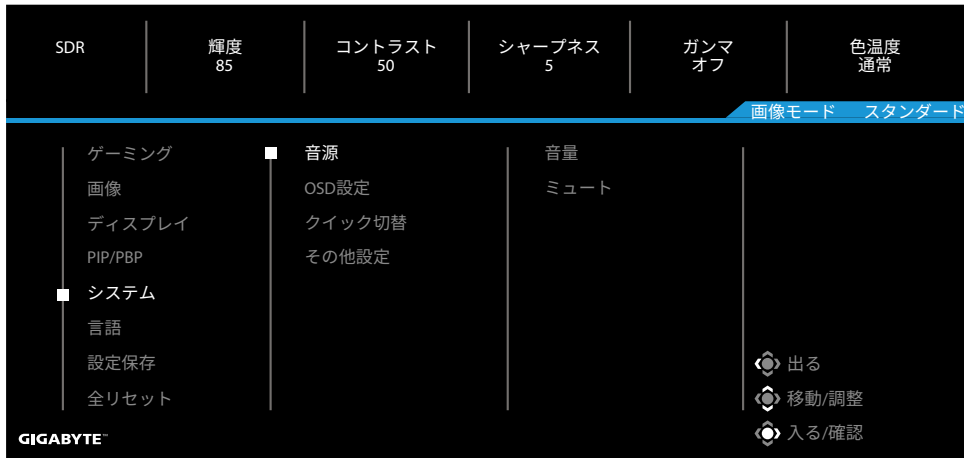 SDR 輝度 コントラスト シャープネス ガンマ 色温度
85 50 5 オフ 通常
画像モード スタンダード
ゲーミング 音源 音量
画像 OSD設定 ミュート
ディスプレイ クイック切替
PIP/PBP その他設定
システム
言語
設定保存 出る
全リセット 移動/調整
GIGABYTE™ 入る/確認